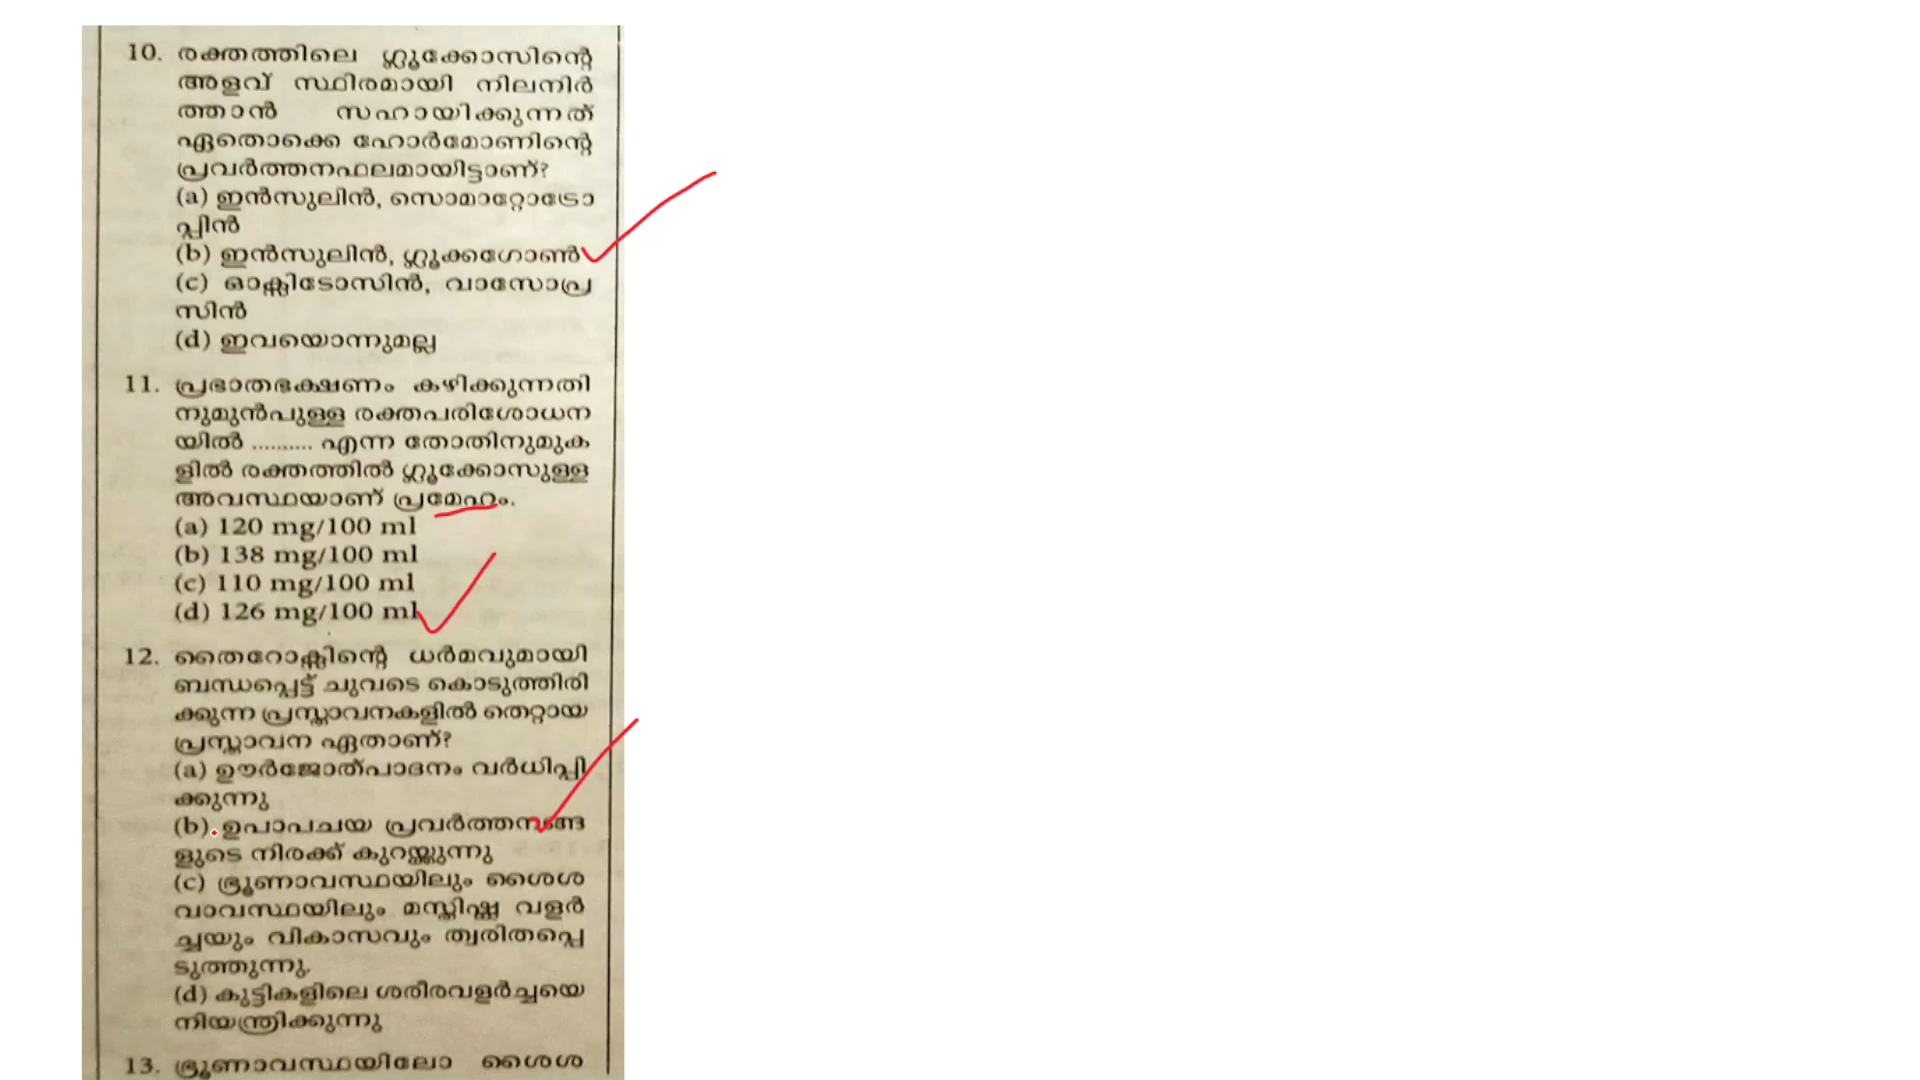 10. രക്തത്തിലെ ഗ്ലൂക്കോസിന്റെ
അളവ് സ്ഥിരമായി നിലനിർ
ത്താൻ സഹായിക്കുന്നത്
ഏതൊക്കെ ഹോർമോണിന്റെ
പ്രവർത്തനഫലമായിട്ടാണ്?
(a) ഇൻസുലിൻ, സൊമാറ്റോട്രോ
പ്പിൻ
(b) ഇൻസുലിൻ, ഗ്ലൂക്കഗോൺ
(c) ഓക്സിടോസിൻ, വാസോപ്ര
സിൻ
(d) ഇവയൊന്നുമല്ല
11. പ്രഭാതഭക്ഷണം കഴിക്കുന്നതി
നുമുൻപുള്ള രക്തപരിശോധന
യിൽ .......... എന്ന തോതിനുമുക
ളിൽ രക്തത്തിൽ ഗ്ലൂക്കോസുള്ള
അവസ്ഥയാണ് പ്രമേഹം.
(a) 120 mg/100 ml
(b) 138 mg/100 ml
(c) 110 mg/100 ml
(d) 126 mg/100 ml
12. തൈറോക്സിന്റെ ധർമവുമായി
ബന്ധപ്പെട്ട് ചുവടെ കൊടുത്തിരി
ക്കുന്ന പ്രസ്താവനകളിൽ തെറ്റായ
പ്രസ്താവന ഏതാണ്?
(a) ഊർജോത്പാദനം വർധിപ്പി
ക്കുന്നു
(b) ഉപാപചയ പ്രവർത്തനങ്ങ
ളുടെ നിരക്ക് കുറയ്ക്കുന്നു
(c) ഭ്രൂണാവസ്ഥയിലും ശൈശ
വാവസ്ഥയിലും മസ്തിഷ്ക വളർ
ച്ചയും വികാസവും ത്വരിതപ്പെ
ടുത്തുന്നു.
(d) കുട്ടികളിലെ ശരീരവളർച്ചയെ
നിയന്ത്രിക്കുന്നു
13. ഭ്രൂണാവസ്ഥയിലോ ശൈശ